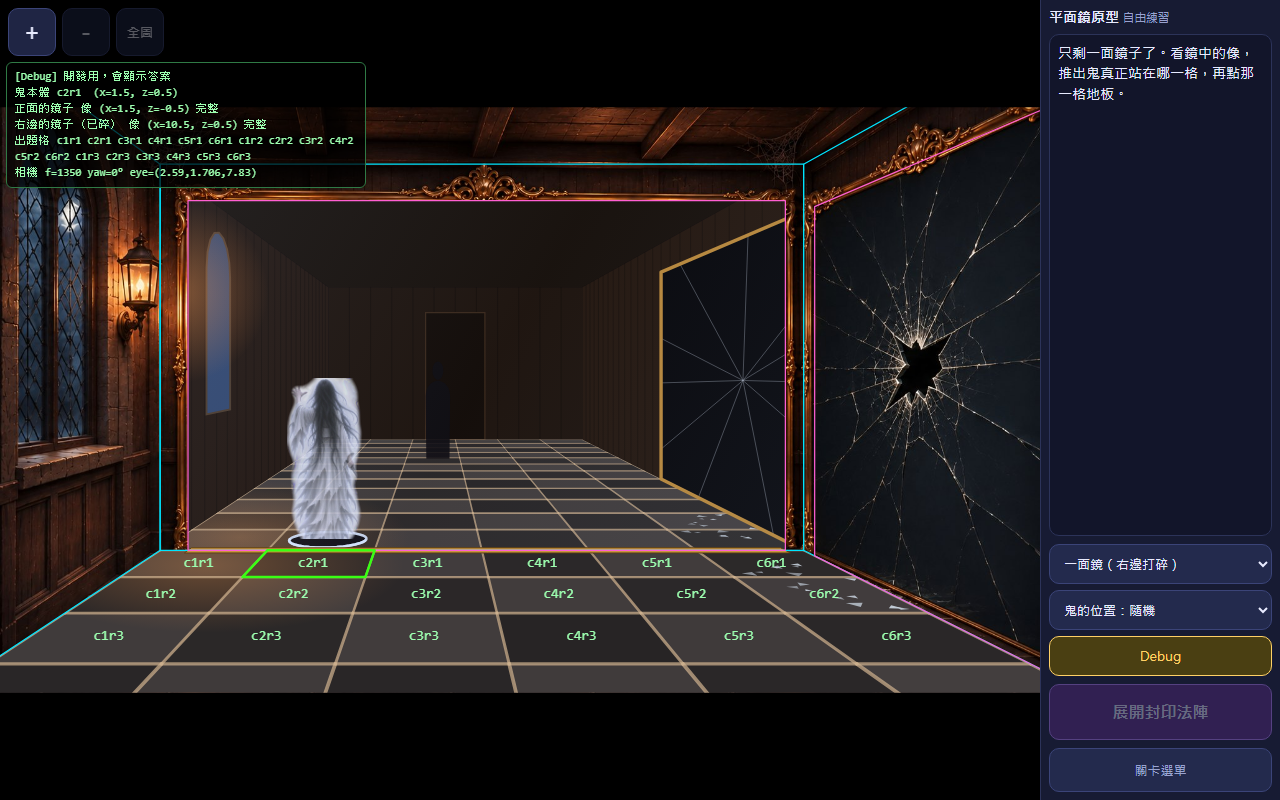 +
-
全圖
[Debug] 開發用，會顯示答案
鬼本體 c2r1 (x=1.5, z=0.5)
正面的鏡子 像 (x=1.5, z=-0.5) 完整
右邊的鏡子（已碎） 像 (x=10.5, z=0.5) 完整
出題格 c1r1 c2r1 c3r1 c4r1 c5r1 c6r1 c1r2 c2r2 c3r2 c4r2
c5r2 c6r2 c1r3 c2r3 c3r3 c4r3 c5r3 c6r3
相機 f=1350 yaw=0° eye=(2.59,1.706,7.83)
c1r1 c2r1 c3r1 c4r1 c5r1 c6r1
c1r2 c2r2 c3r2 c4r2 c5r2 c6r2
c1r3 c2r3 c3r3 c4r3 c5r3 c6r3
平面鏡原型 自由練習
只剩一面鏡子了。看鏡中的像，
推出鬼真正站在哪一格，再點那
一格地板。
一面鏡（右邊打碎）
鬼的位置：隨機
Debug
展開封印法陣
關卡選單